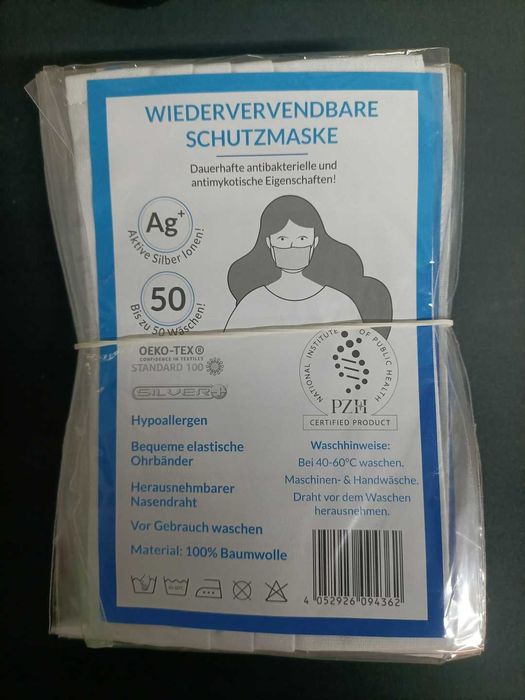 WIEDERVERVENDBARE
SCHUTZMASKE
Dauerhafte antibakterielle und
antimykotische Eigenschaften!
Ag+
Aktive Silber Ionen!
50
Bis zu 50 Wäschen!
OEKO-TEX®
CONFIDENCE IN TEXTILES
STANDARD 100
SILVER+
NATIONAL INSTITUTE OF PUBLIC HEALTH
PZH
CERTIFIED PRODUCT
Hypoallergen
Bequeme elastische
Ohrbänder
Herausnehmbarer
Nasendraht
Vor Gebrauch waschen
Material: 100% Baumwolle
Waschhinweise:
Bei 40-60°C waschen.
Maschinen- & Handwäsche.
Draht vor dem Waschen
herausnehmen.
4 052926 094362